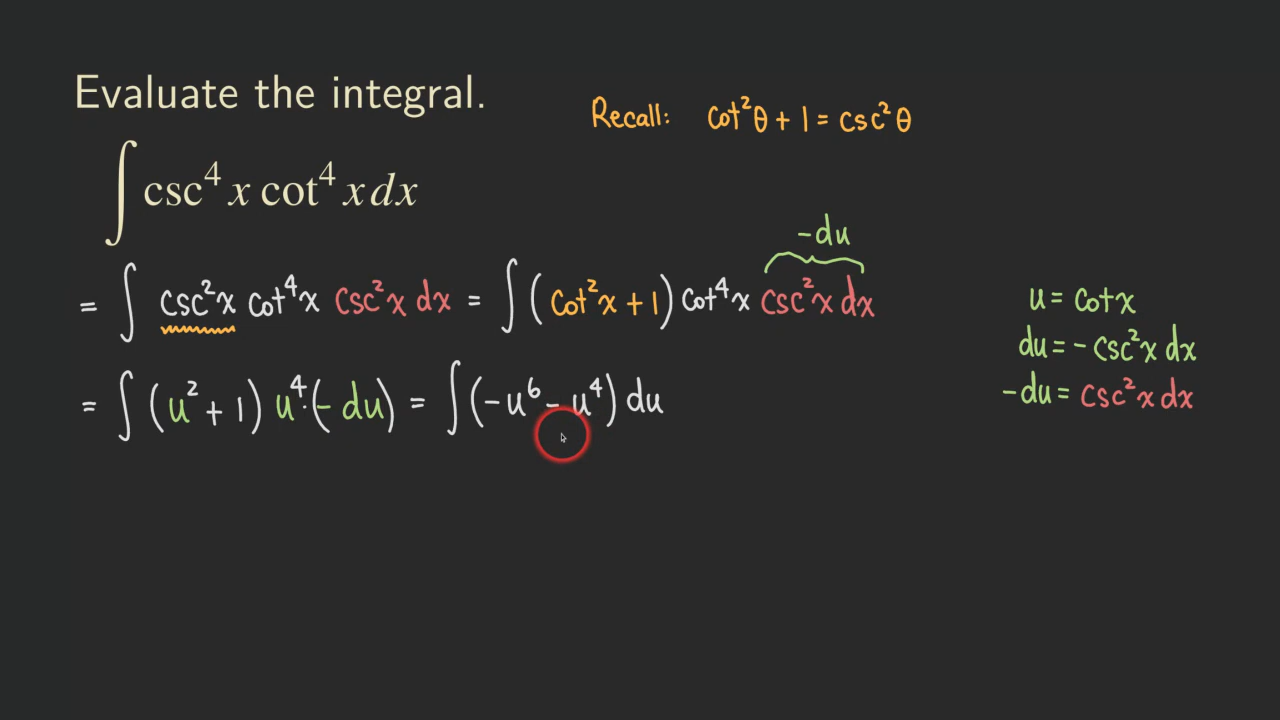 Evaluate the integral.
Recall: cot²θ + 1 = csc²θ
∫ csc⁴ x cot⁴ x dx
-du
= ∫ csc²x cot⁴x csc²x dx = ∫ (cot²x + 1) cot⁴x csc²x dx
u = cotx
du = - csc²x dx
-du = csc²x dx
= ∫ (u² + 1) u⁴·(- du) = ∫ (-u⁶ - u⁴) du